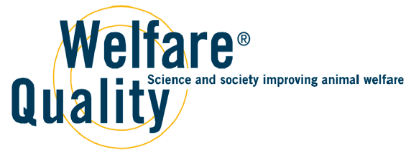 Welfare®
Science and society improving animal welfare
Quality